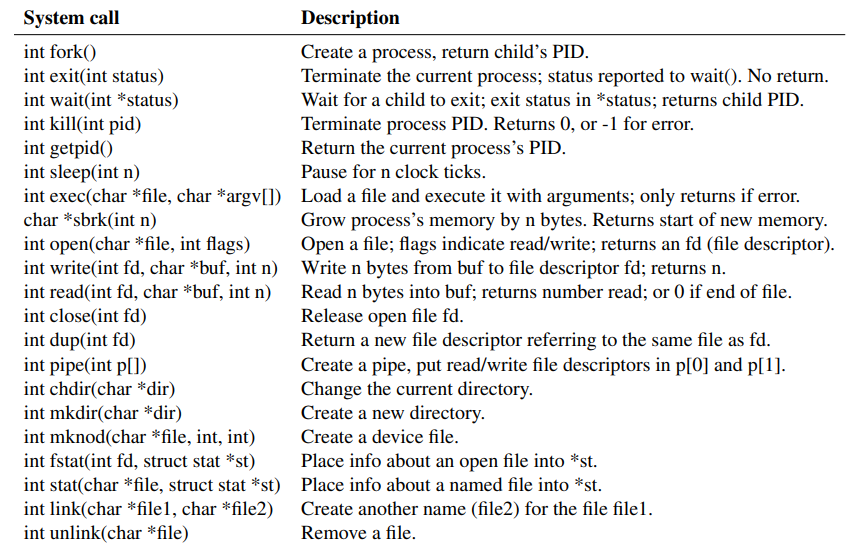 System call Description
int fork() Create a process, return child's PID.
int exit(int status) Terminate the current process; status reported to wait(). No return.
int wait(int *status) Wait for a child to exit; exit status in *status; returns child PID.
int kill(int pid) Terminate process PID. Returns 0, or -1 for error.
int getpid() Return the current process's PID.
int sleep(int n) Pause for n clock ticks.
int exec(char *file, char *argv[]) Load a file and execute it with arguments; only returns if error.
char *sbrk(int n) Grow process's memory by n bytes. Returns start of new memory.
int open(char *file, int flags) Open a file; flags indicate read/write; returns an fd (file descriptor).
int write(int fd, char *buf, int n) Write n bytes from buf to file descriptor fd; returns n.
int read(int fd, char *buf, int n) Read n bytes into buf; returns number read; or 0 if end of file.
int close(int fd) Release open file fd.
int dup(int fd) Return a new file descriptor referring to the same file as fd.
int pipe(int p[]) Create a pipe, put read/write file descriptors in p[0] and p[1].
int chdir(char *dir) Change the current directory.
int mkdir(char *dir) Create a new directory.
int mknod(char *file, int, int) Create a device file.
int fstat(int fd, struct stat *st) Place info about an open file into *st.
int stat(char *file, struct stat *st) Place info about a named file into *st.
int link(char *file1, char *file2) Create another name (file2) for the file file1.
int unlink(char *file) Remove a file.